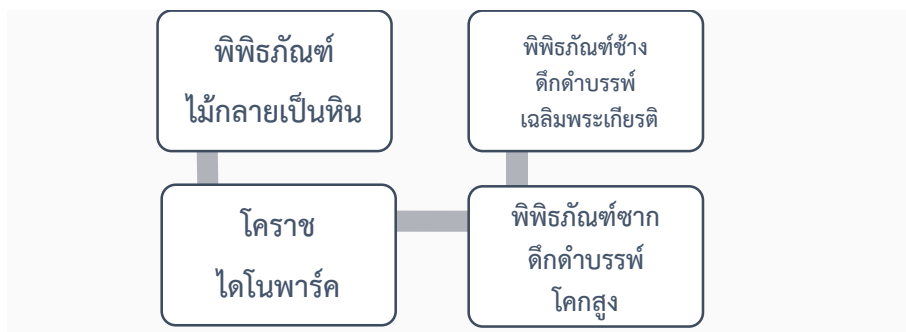 พิพิธภัณฑ์
ไม้กลายเป็นหิน
พิพิธภัณฑ์ช้าง
ดึกดำบรรพ์
เฉลิมพระเกียรติ
โคราช
ไดโนพาร์ค
พิพิธภัณฑ์ซาก
ดึกดำบรรพ์
โคกสูง